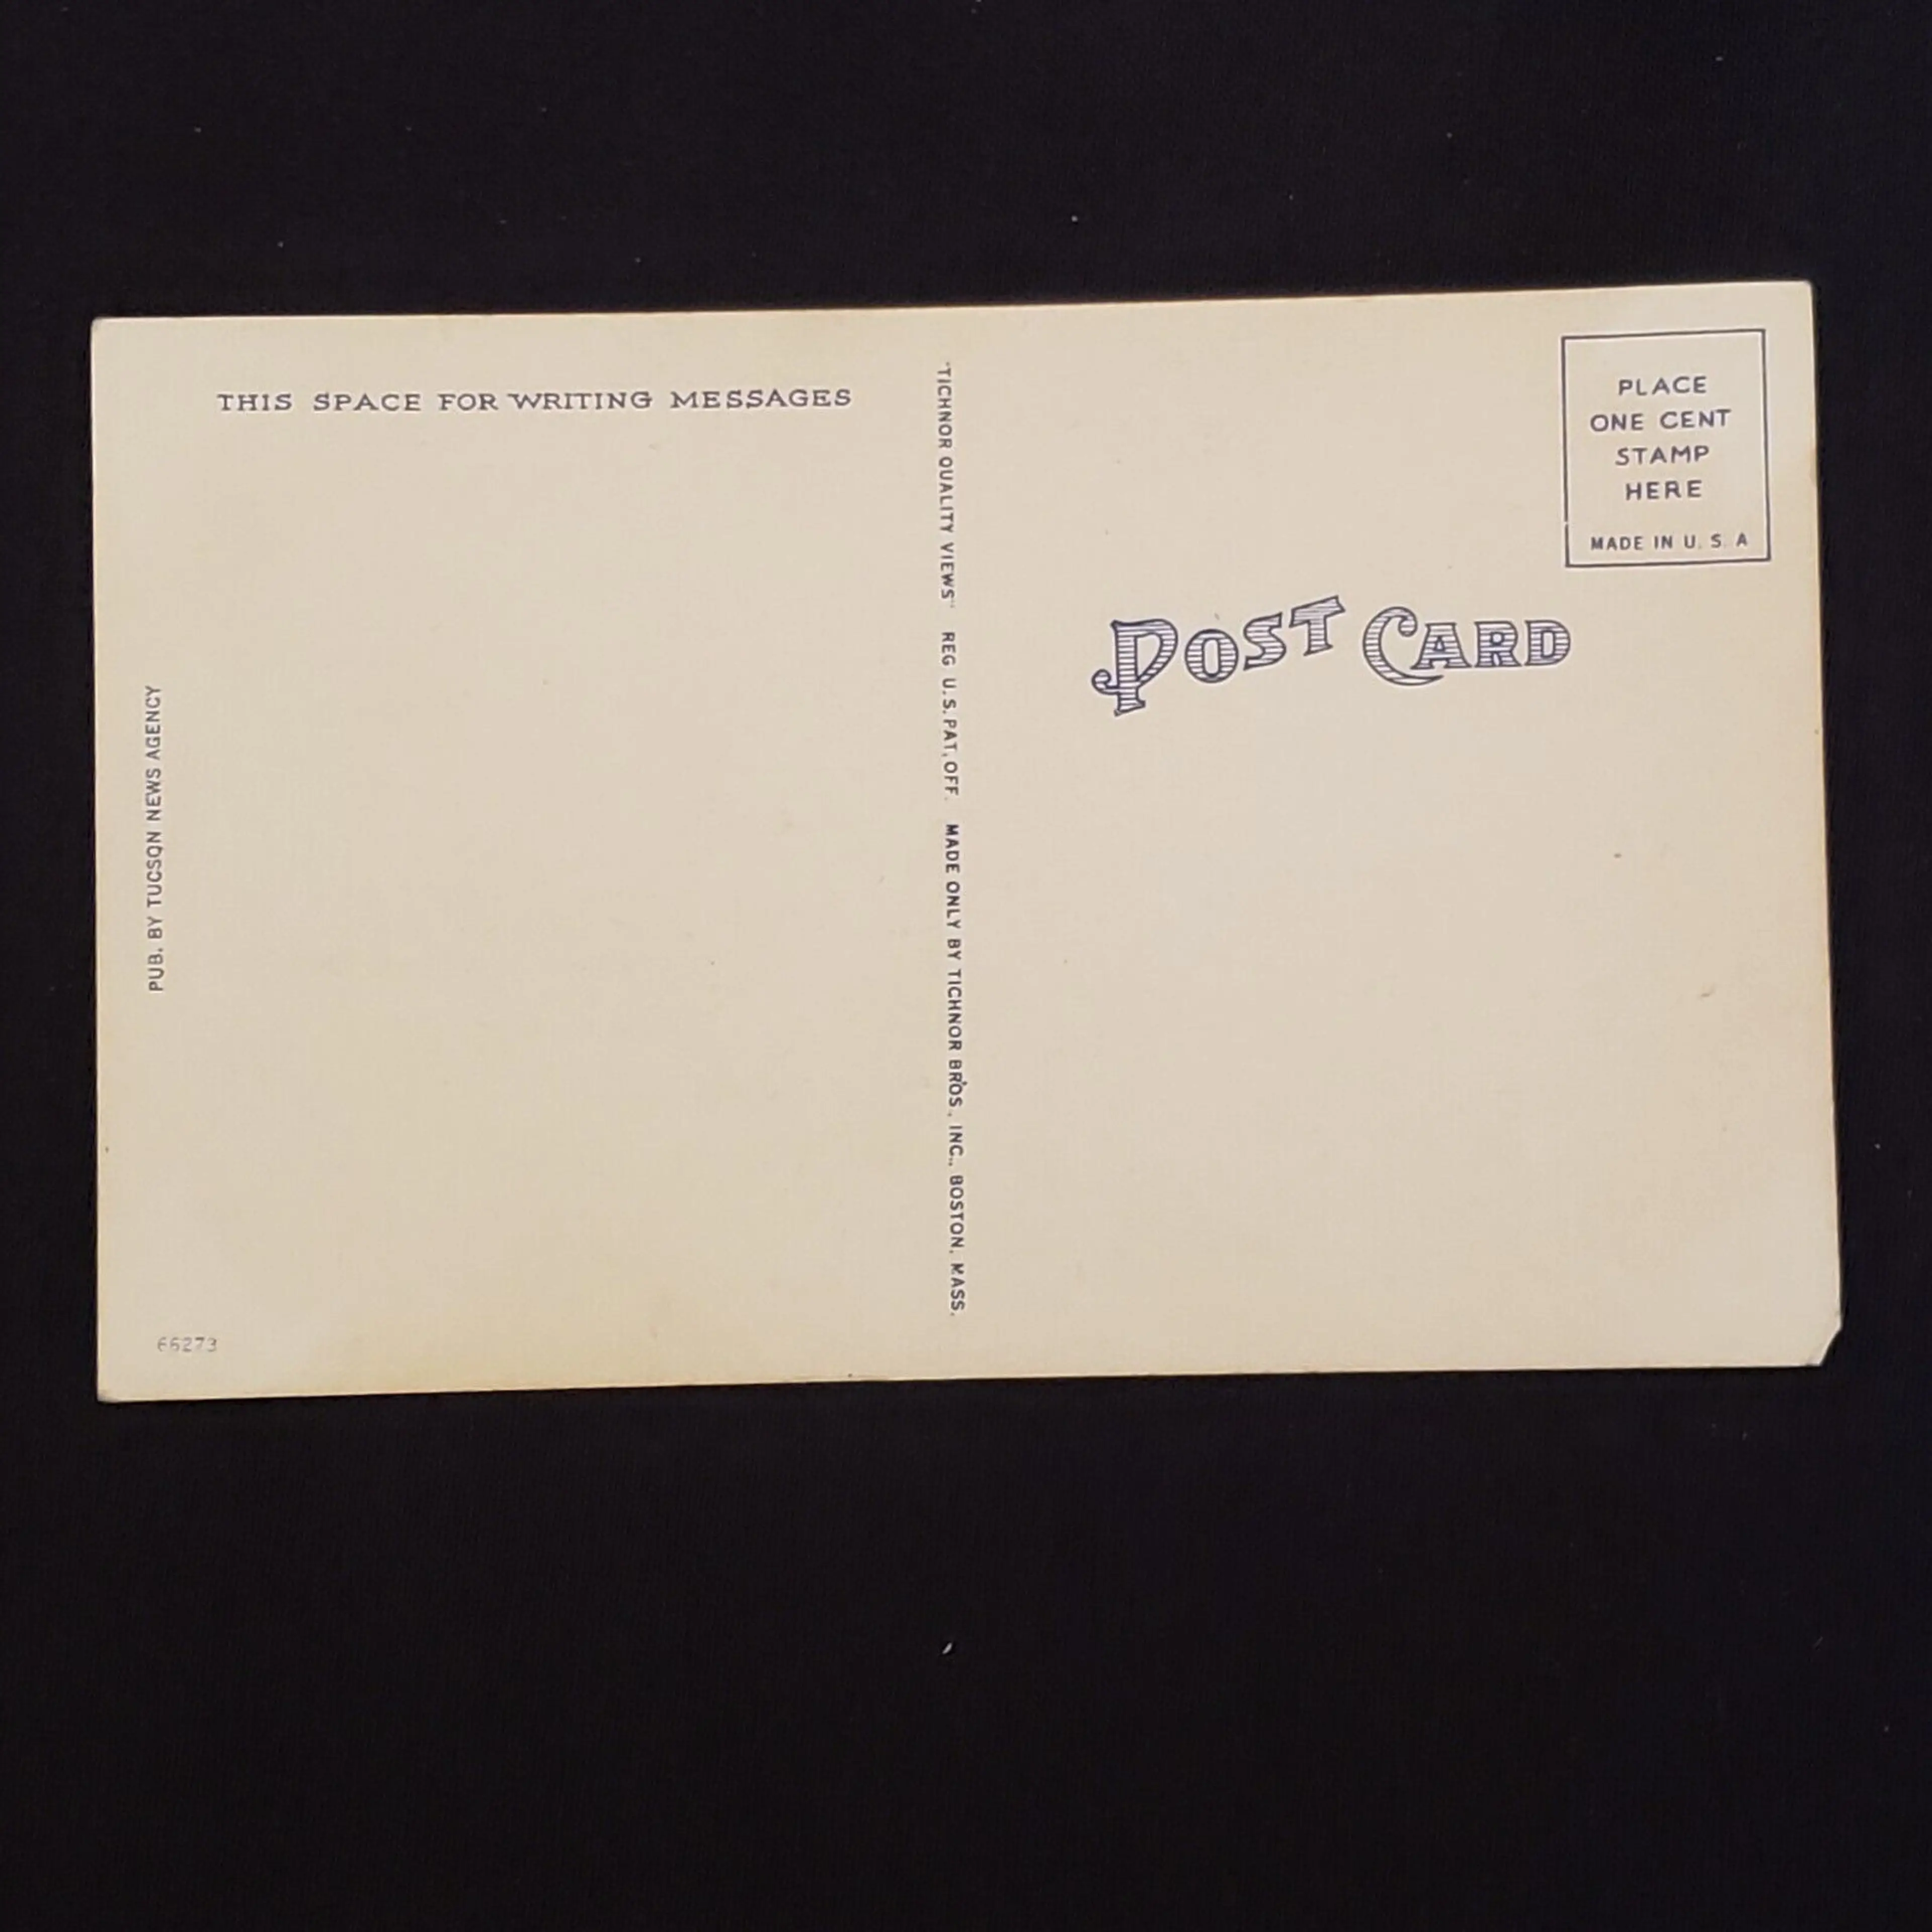 THIS SPACE FOR WRITING MESSAGES
PUB. BY TUCSON NEWS AGENCY
66273
"TICHNOR QUALITY VIEWS" REG U.S. PAT. OFF. MADE ONLY BY TICHNOR BROS., INC., BOSTON, MASS.
PLACE
ONE CENT
STAMP
HERE
MADE IN U. S. A
POST CARD